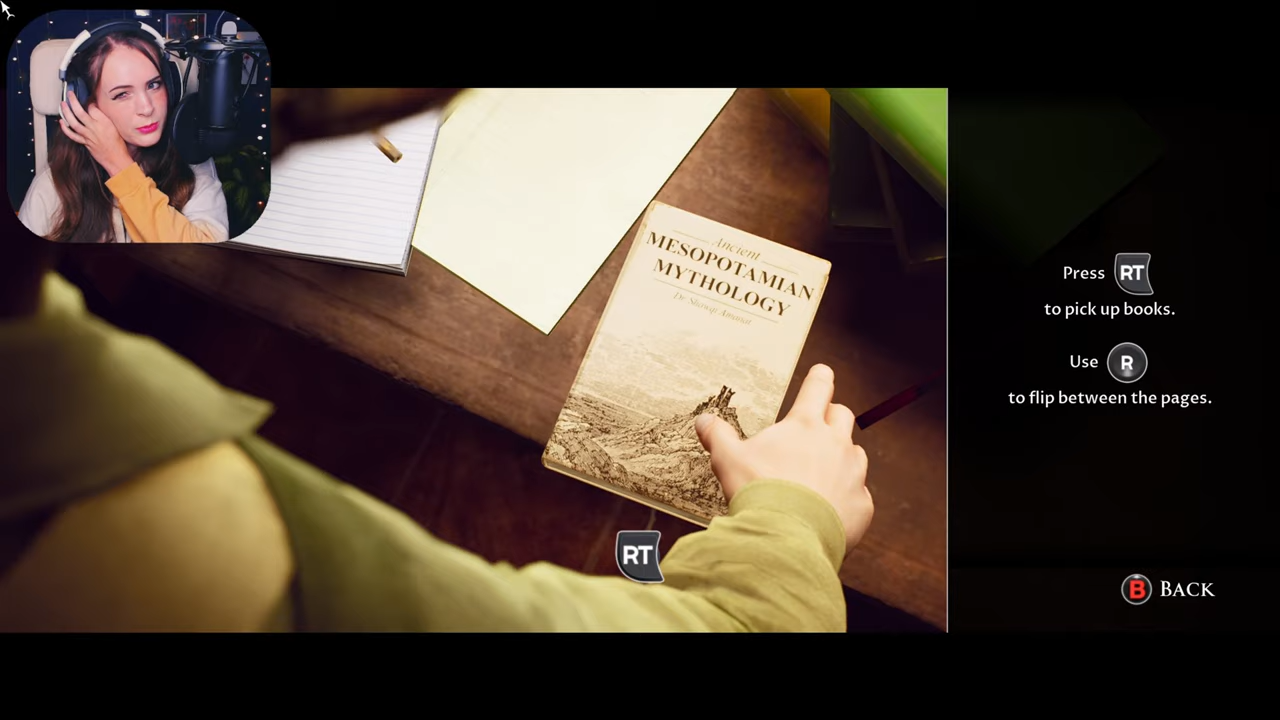 Ancient
MESOPOTAMIAN
MYTHOLOGY
Press RT
to pick up books.
Use R
to flip between the pages.
RT
B BACK